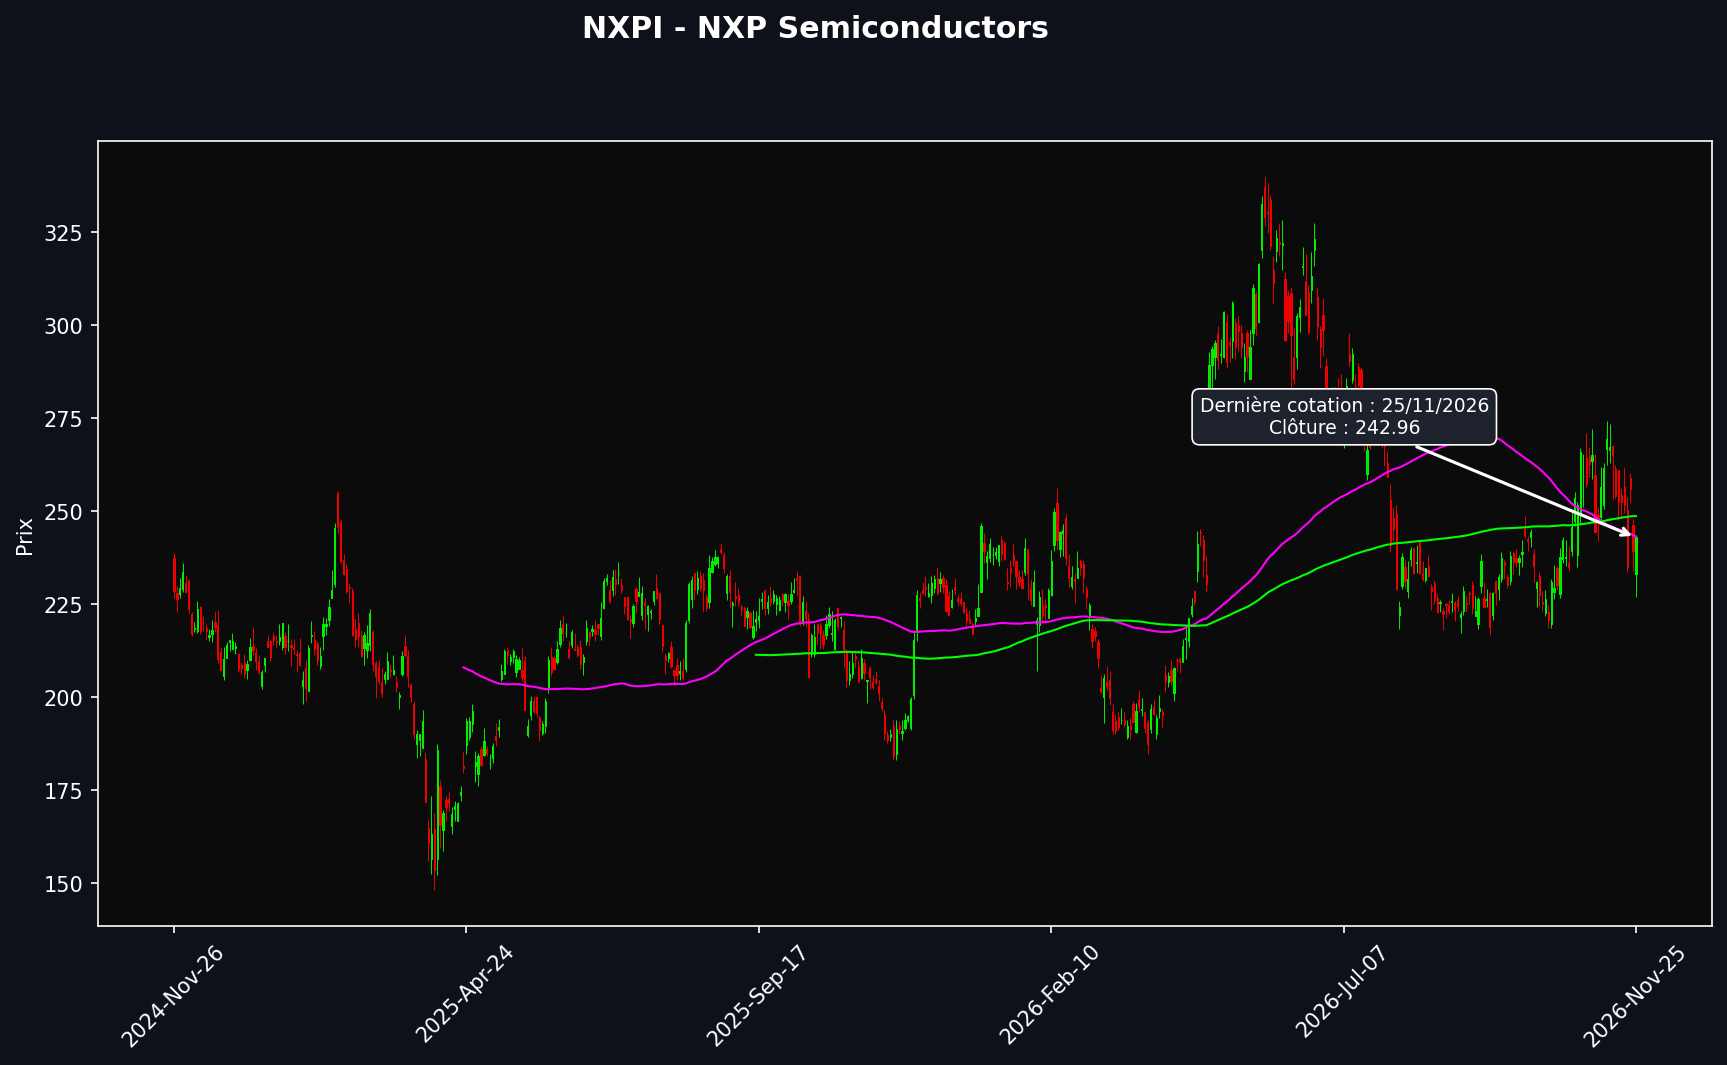 NXPI - NXP Semiconductors
Prix
325
300
275
250
225
200
175
150
Dernière cotation : 25/11/2026
Clôture : 242.96
2024-Nov-26
2025-Apr-24
2025-Sep-17
2026-Feb-10
2026-Jul-07
2026-Nov-25